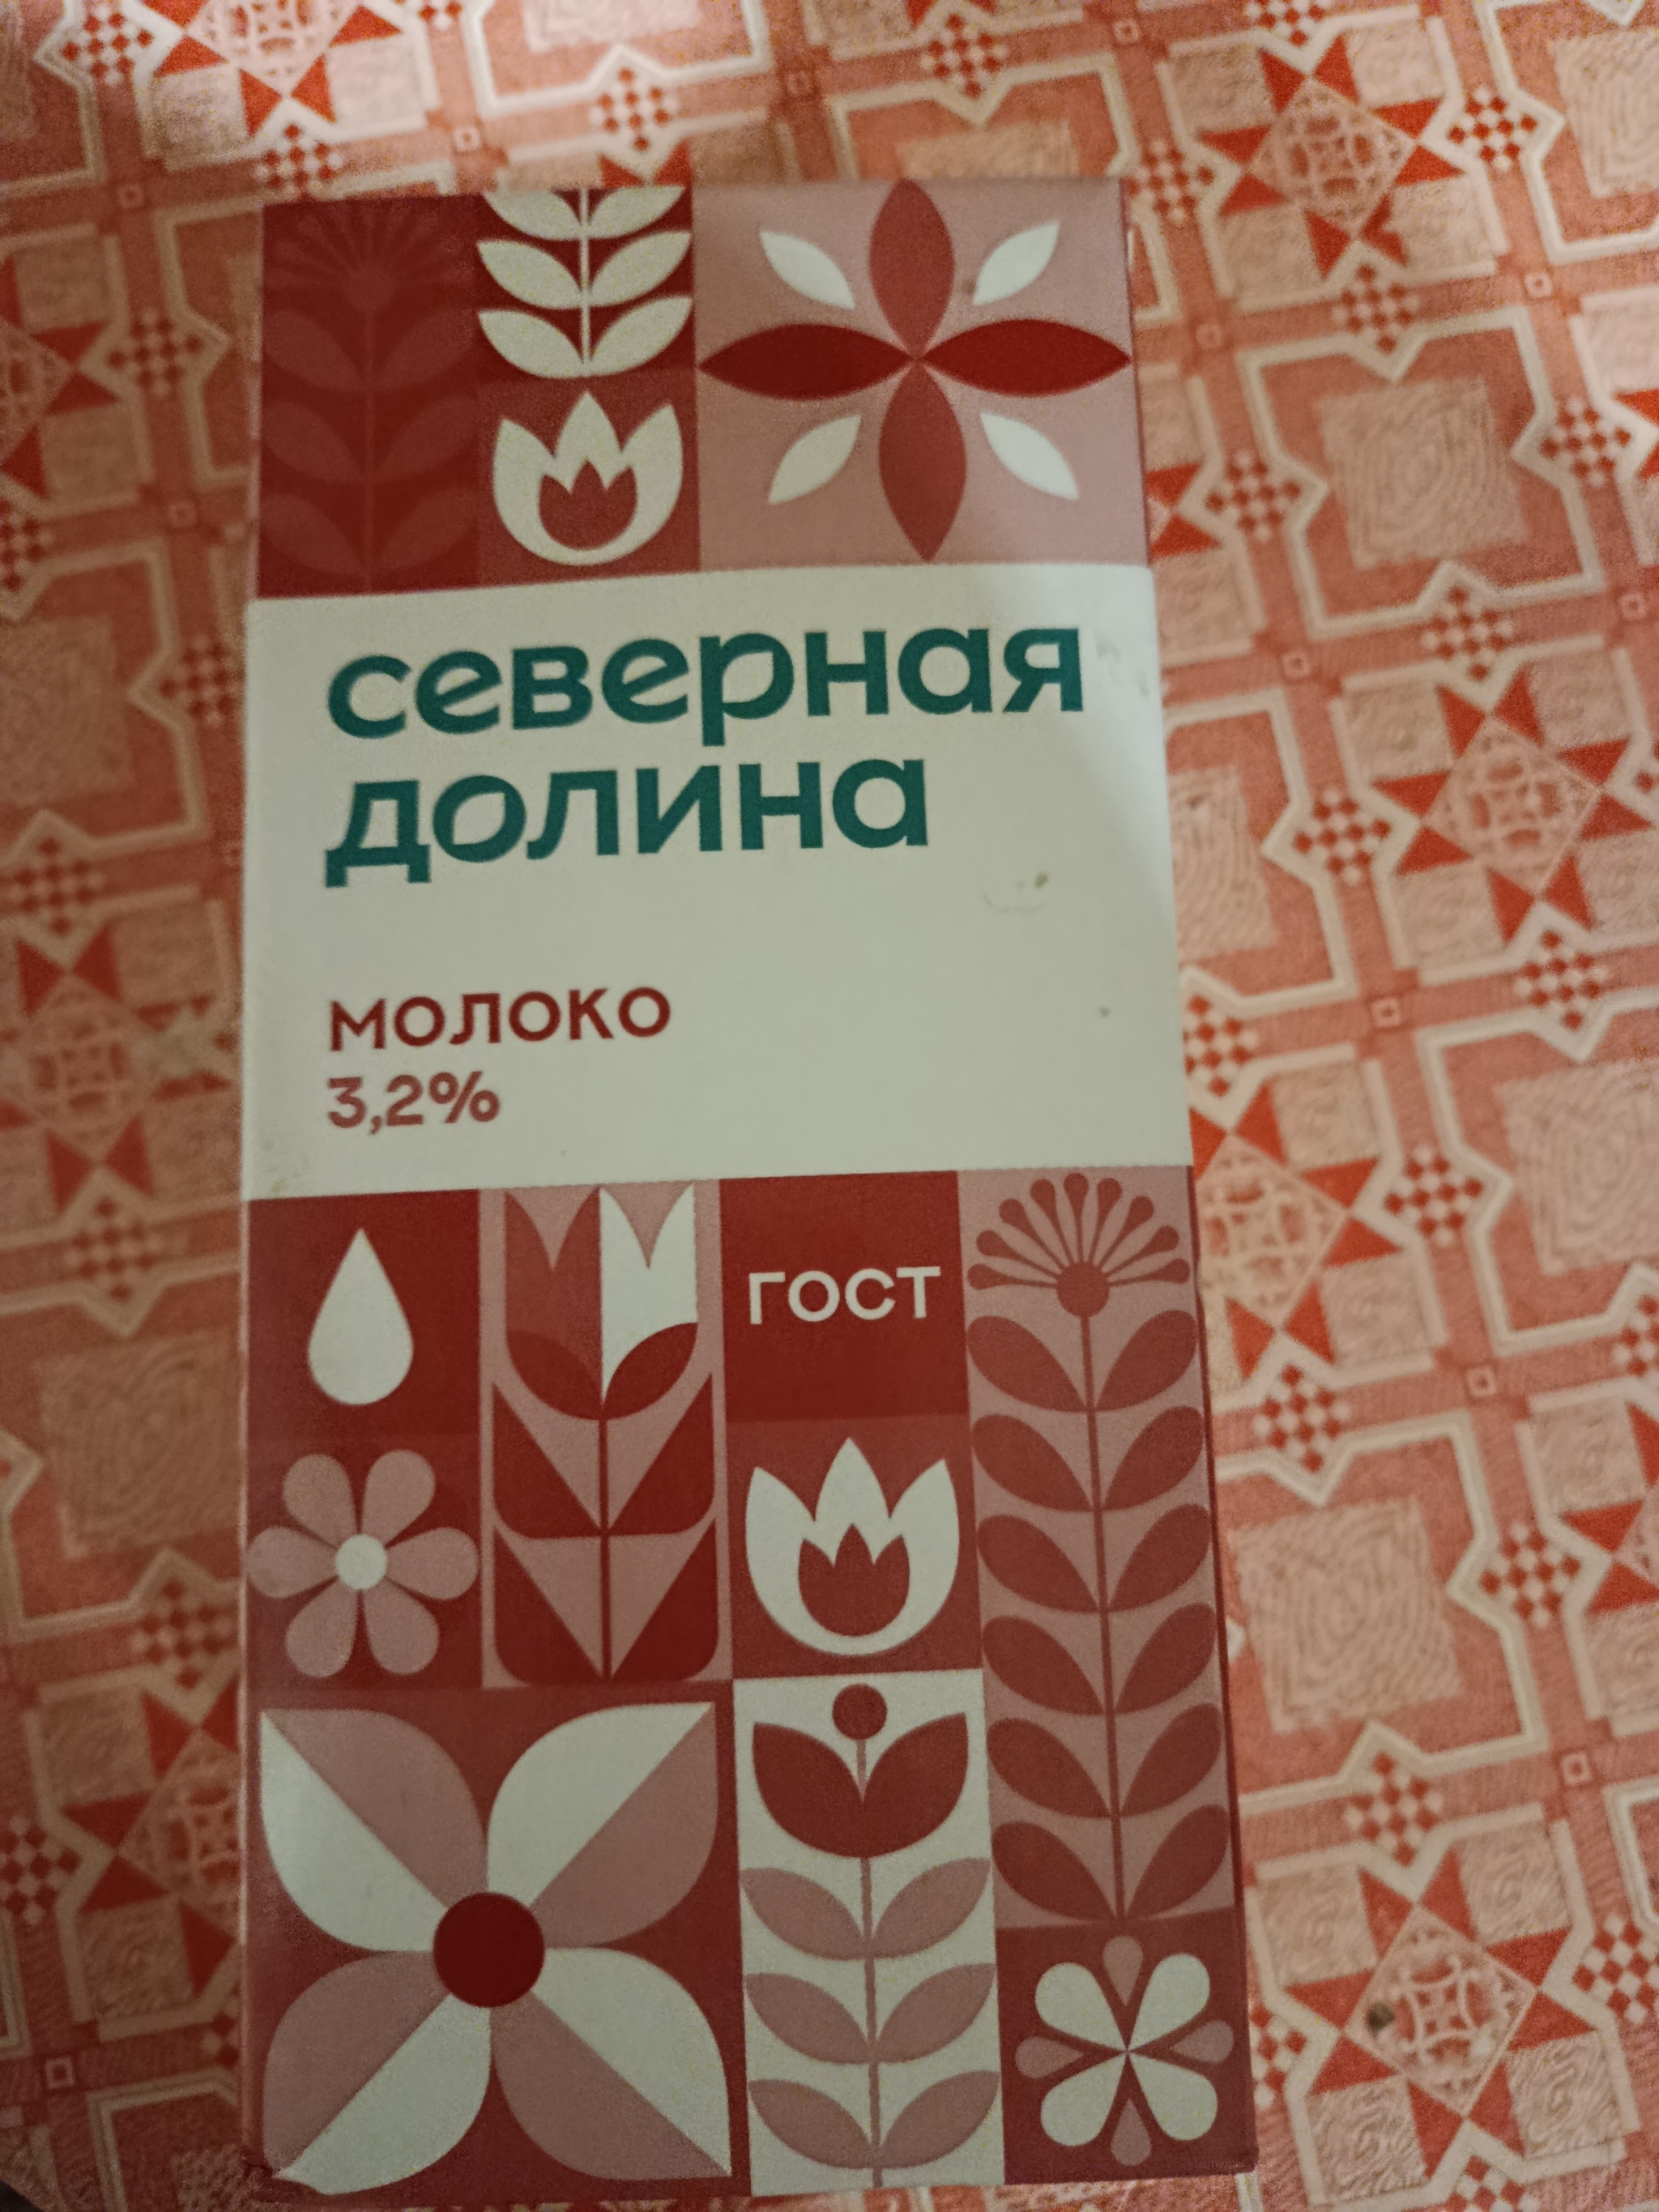 северная
долина
МОЛОКО
3,2%
ГОСТ